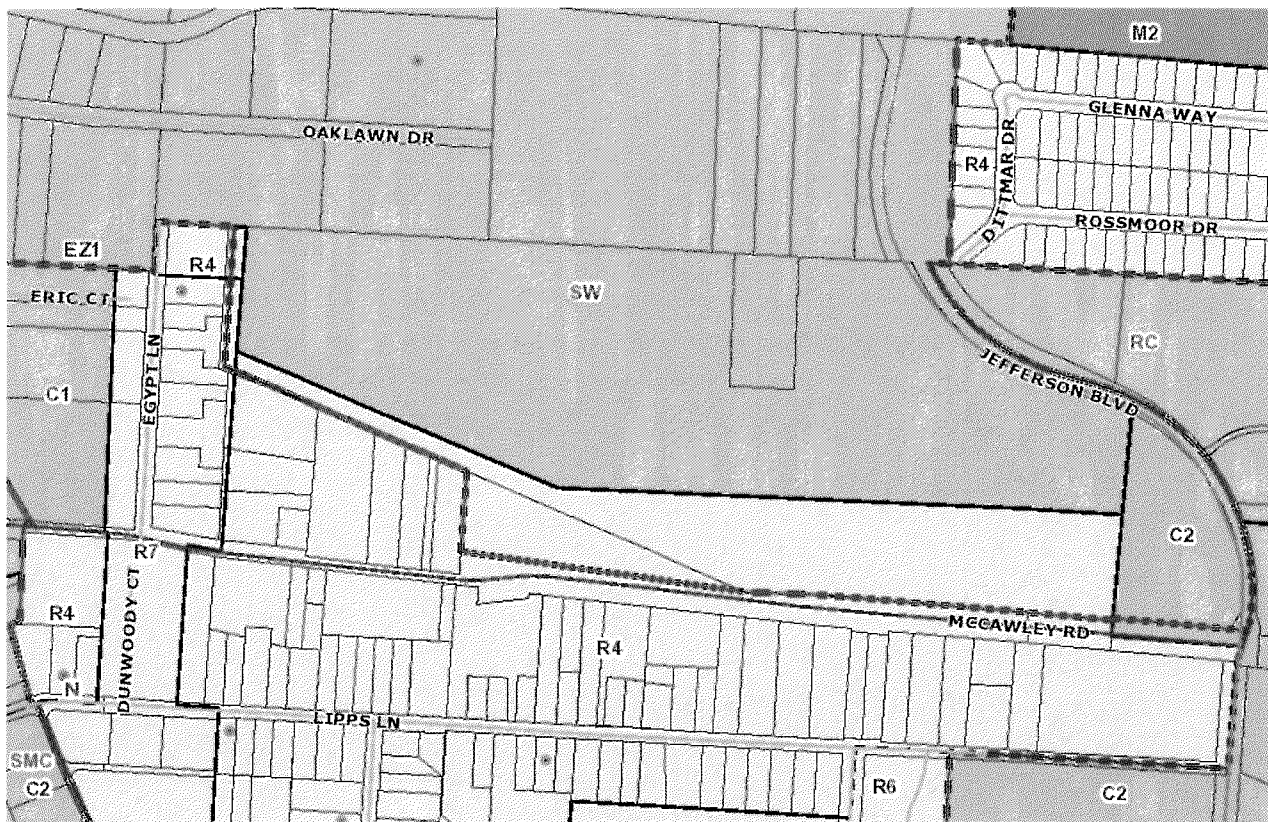 M2
GLENNA WAY
OAKLAWN DR
R4
DITTMAR DR
ROSSMOOR DR
EZ1
R4
ERIC CT
SW
RC
JEFFERSON BLVD
C1
EGYPT LN
C2
R7
R4
DUNWOODY CT
MCCAWLEY RD
R4
N
LIPPS LN
SMC
C2
R6
C2